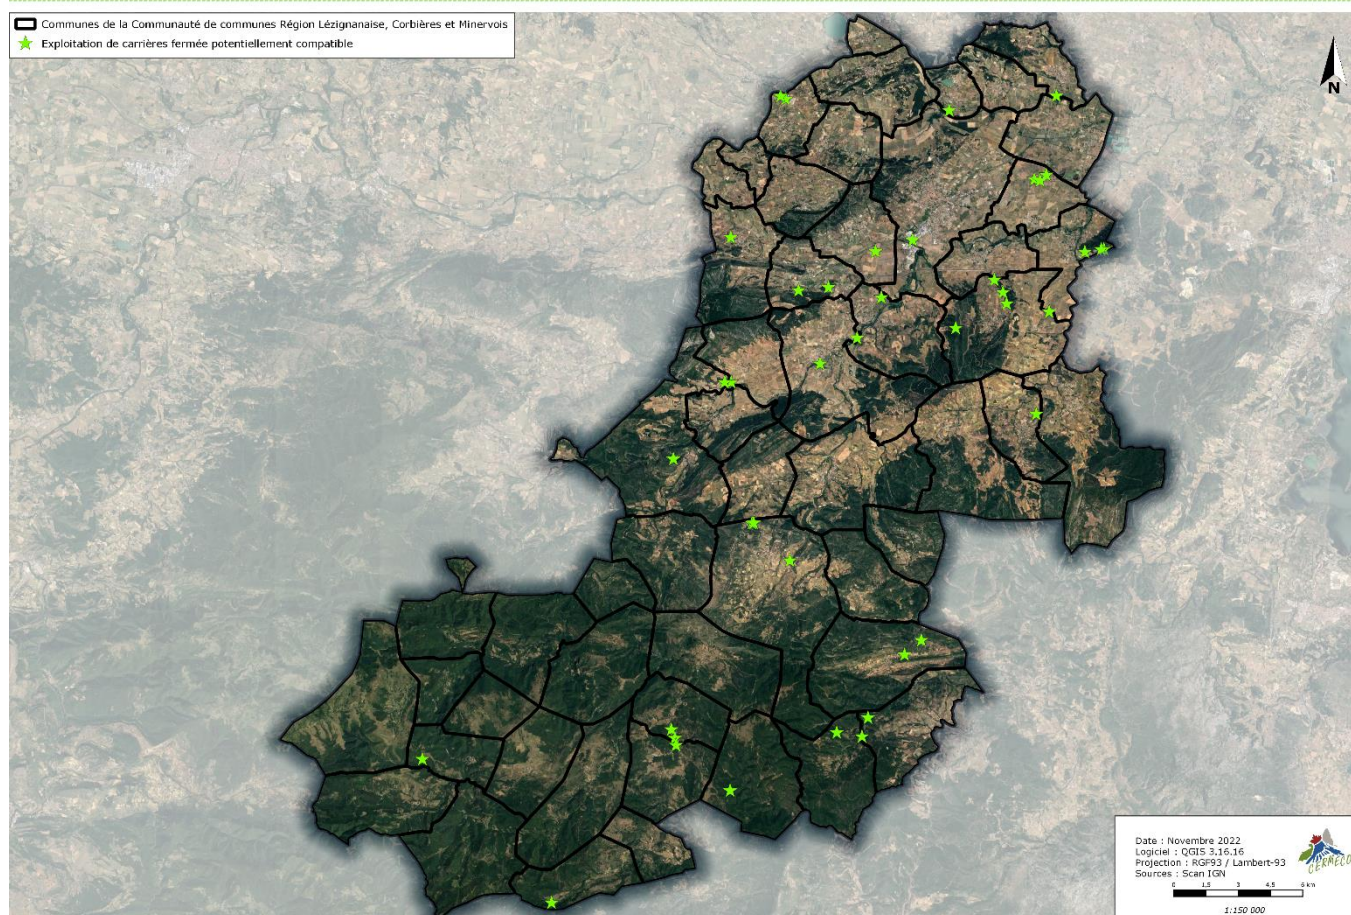 Communes de la Communauté de communes Région Lézignanaise, Corbières et Minervois
Exploitation de carrières fermée potentiellement compatible
N
Date : Novembre 2022
Logiciel : QGIS 3.16.16
Projection : RGF93 / Lambert-93
Sources : Scan IGN
CERMECO
0 1,5 3 4,5 6 km
1:150 000